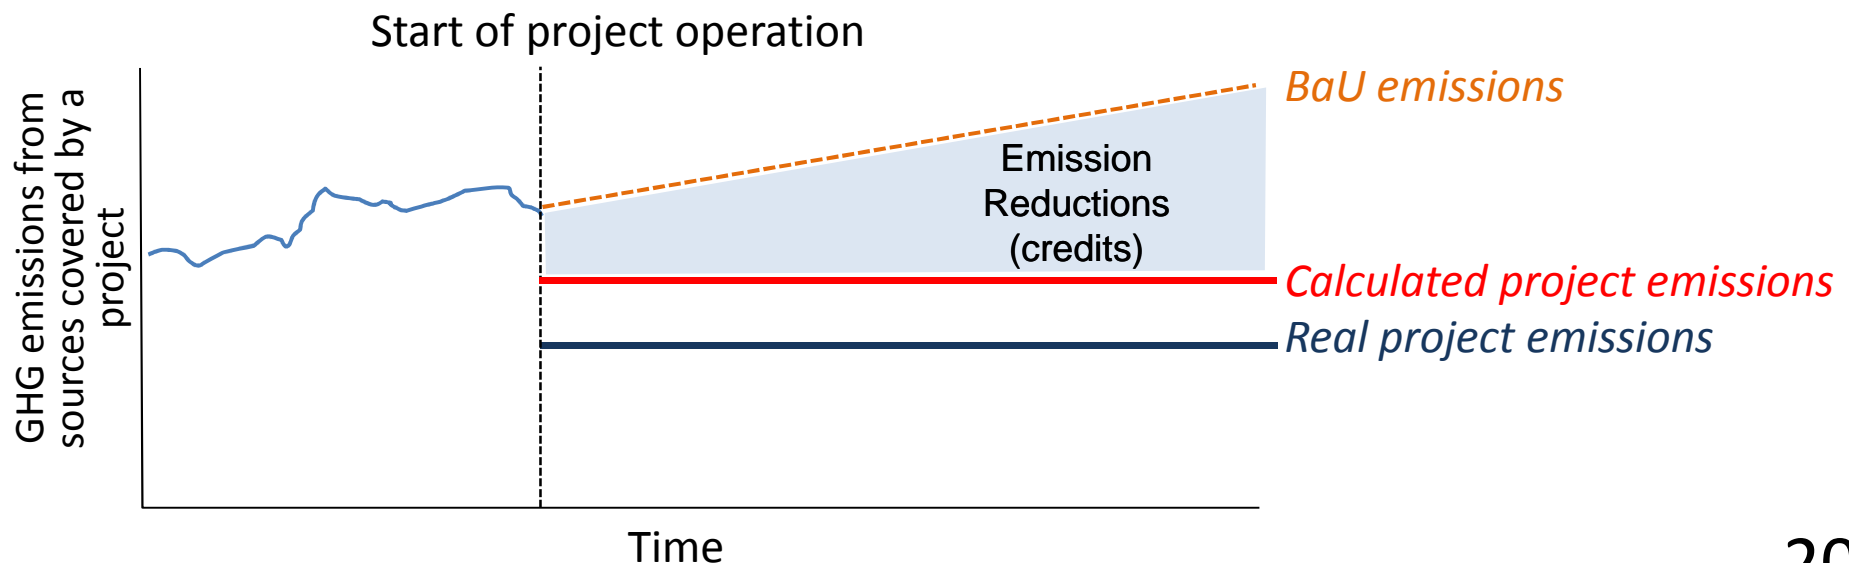 Start of project operation
GHG emissions from
sources covered by a
project
BaU emissions
Emission
Reductions
(credits)
Calculated project emissions
Real project emissions
Time
20